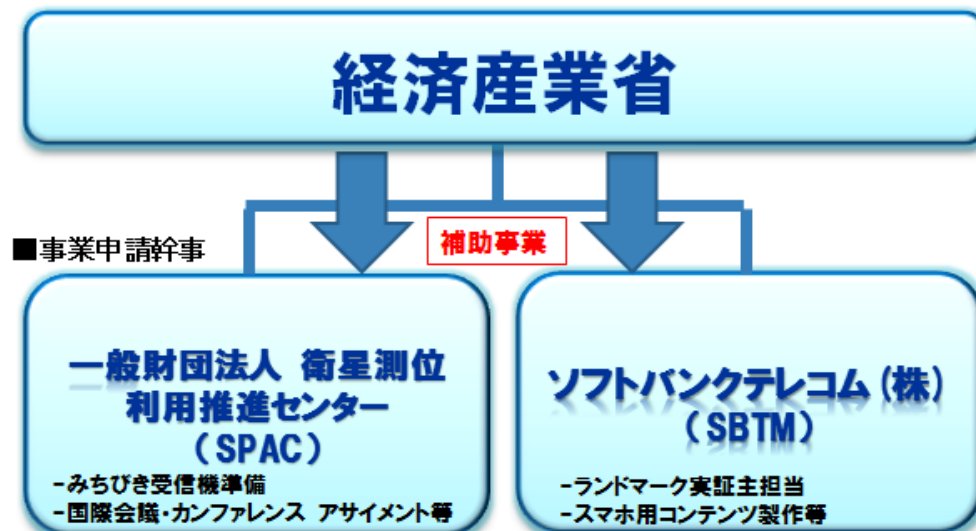 経済産業省
補助事業
■事業申請幹事
一般財団法人 衛星測位
利用推進センター
(SPAC)
-みちびき受信機準備
-国際会議・カンファレンス アサイメント等
ソフトバンクテレコム(株)
(SBTM)
-ランドマーク実証主担当
-スマホ用コンテンツ製作等